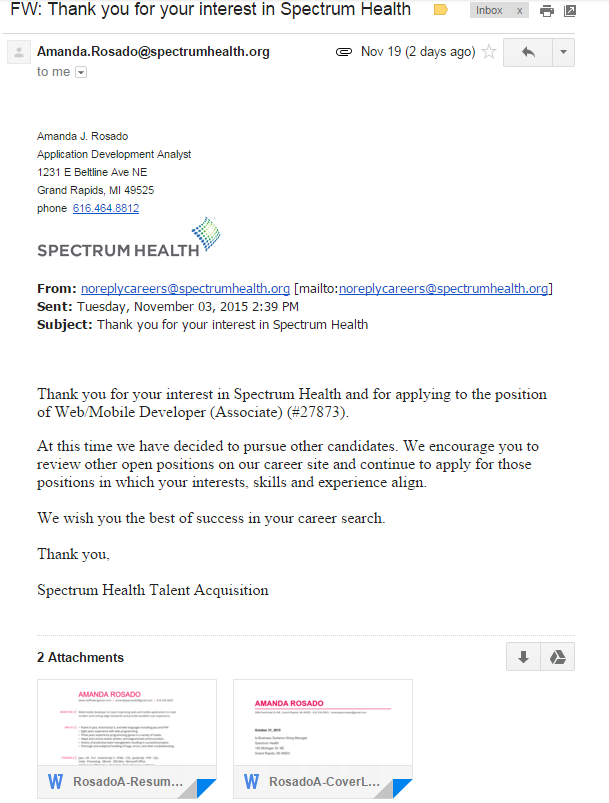 FW: Thank you for your interest in Spectrum Health
Inbox x
Amanda.Rosado@spectrumhealth.org
Nov 19 (2 days ago)
to me
Amanda J. Rosado
Application Development Analyst
1231 E Beltline Ave NE
Grand Rapids, MI 49525
phone 616.464.8812
SPECTRUM HEALTH
From: noreplycareers@spectrumhealth.org [mailto:noreplycareers@spectrumhealth.org]
Sent: Tuesday, November 03, 2015 2:39 PM
Subject: Thank you for your interest in Spectrum Health
Thank you for your interest in Spectrum Health and for applying to the position
of Web/Mobile Developer (Associate) (#27873).
At this time we have decided to pursue other candidates. We encourage you to
review other open positions on our career site and continue to apply for those
positions in which your interests, skills and experience align.
We wish you the best of success in your career search.
Thank you,
Spectrum Health Talent Acquisition
2 Attachments
AMANDA ROSADO
W RosadoA-Resum...
AMANDA ROSADO
October 31, 2015
Spectrum Health
W RosadoA-CoverL...